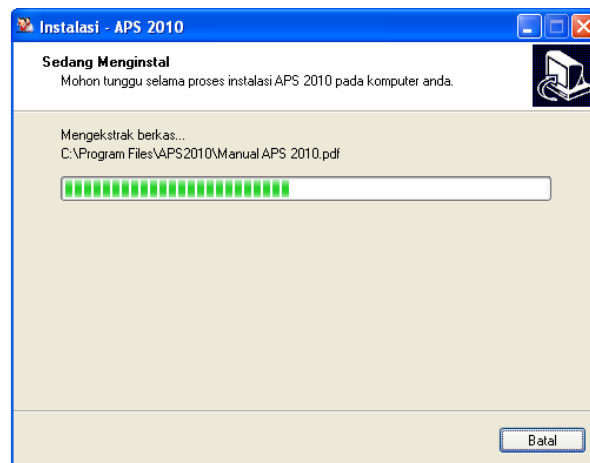 Instalasi - APS 2010
Sedang Menginstal
Mohon tunggu selama proses instalasi APS 2010 pada komputer anda.
Mengekstrak berkas...
C:\Program Files\APS2010\Manual APS 2010.pdf
Batal